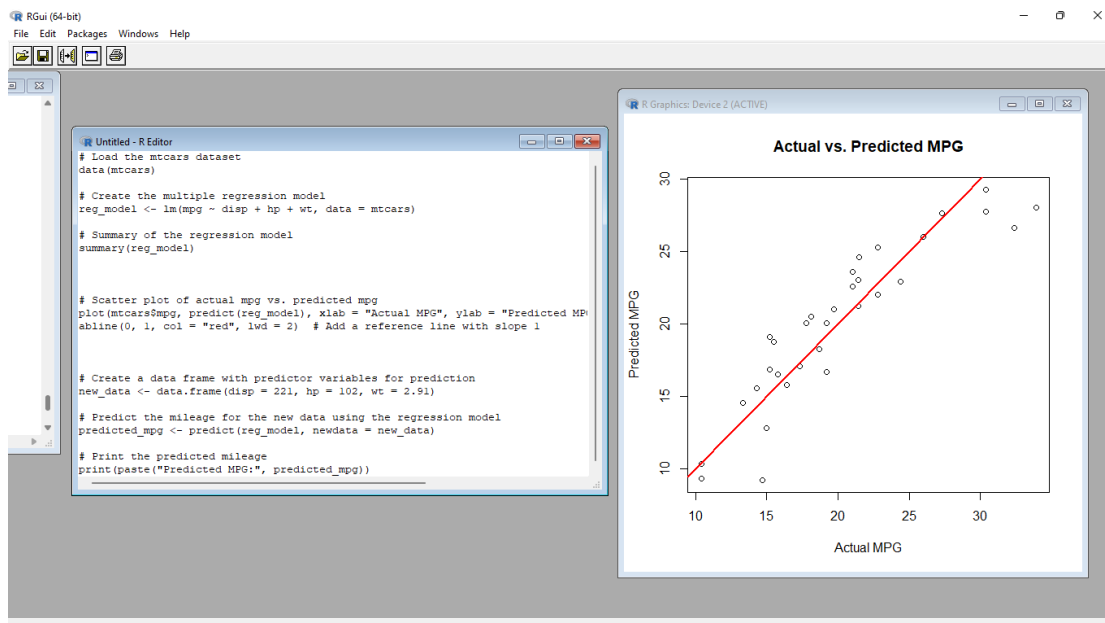 RGui (64-bit)
File Edit Packages Windows Help
Untitled - R Editor
# Load the mtcars dataset
data(mtcars)
# Create the multiple regression model
reg_model <- lm(mpg ~ disp + hp + wt, data = mtcars)
# Summary of the regression model
summary(reg_model)
# Scatter plot of actual mpg vs. predicted mpg
plot(mtcars$mpg, predict(reg_model), xlab = "Actual MPG", ylab = "Predicted MP
abline(0, 1, col = "red", lwd = 2)  # Add a reference line with slope 1
# Create a data frame with predictor variables for prediction
new_data <- data.frame(disp = 221, hp = 102, wt = 2.91)
# Predict the mileage for the new data using the regression model
predicted_mpg <- predict(reg_model, newdata = new_data)
# Print the predicted mileage
print(paste("Predicted MPG:", predicted_mpg))
R Graphics: Device 2 (ACTIVE)
Actual vs. Predicted MPG
Predicted MPG
30
25
20
15
10
10 15 20 25 30
Actual MPG